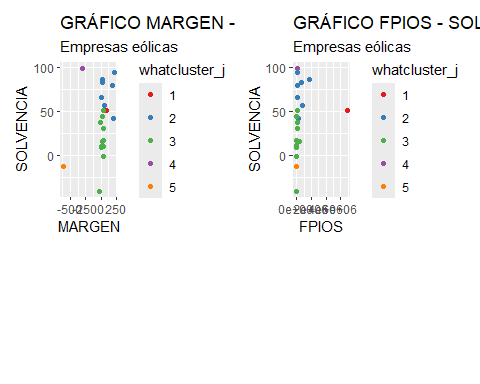 GRÁFICO MARGEN -
Empresas eólicas
SOLVENCIA
100
50
0
250
MARGEN
whatcluster_j
1
2
3
4
5
GRÁFICO FPIOS - SOL
Empresas eólicas
SOLVENCIA
100
50
0
FPIOS
whatcluster_j
1
2
3
4
5